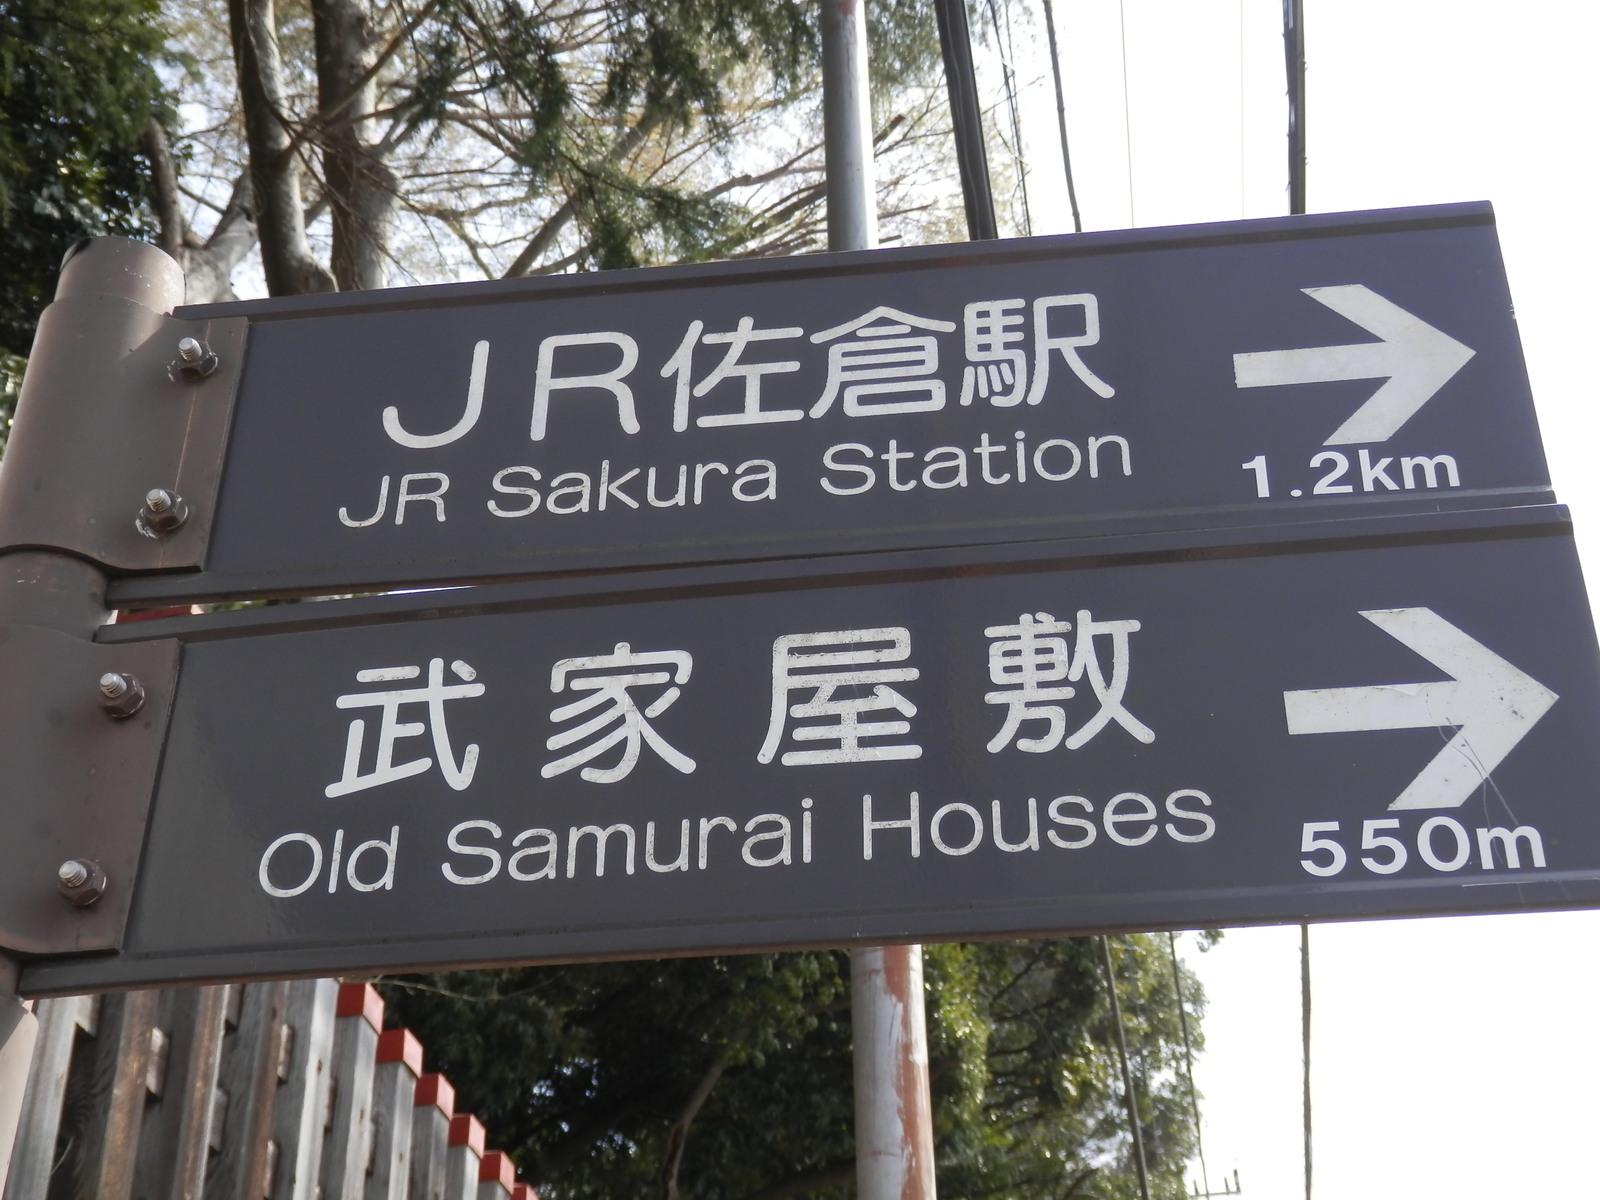 JR佐倉駅
JR Sakura Station
1.2km
武家屋敷
Old Samurai Houses
550m